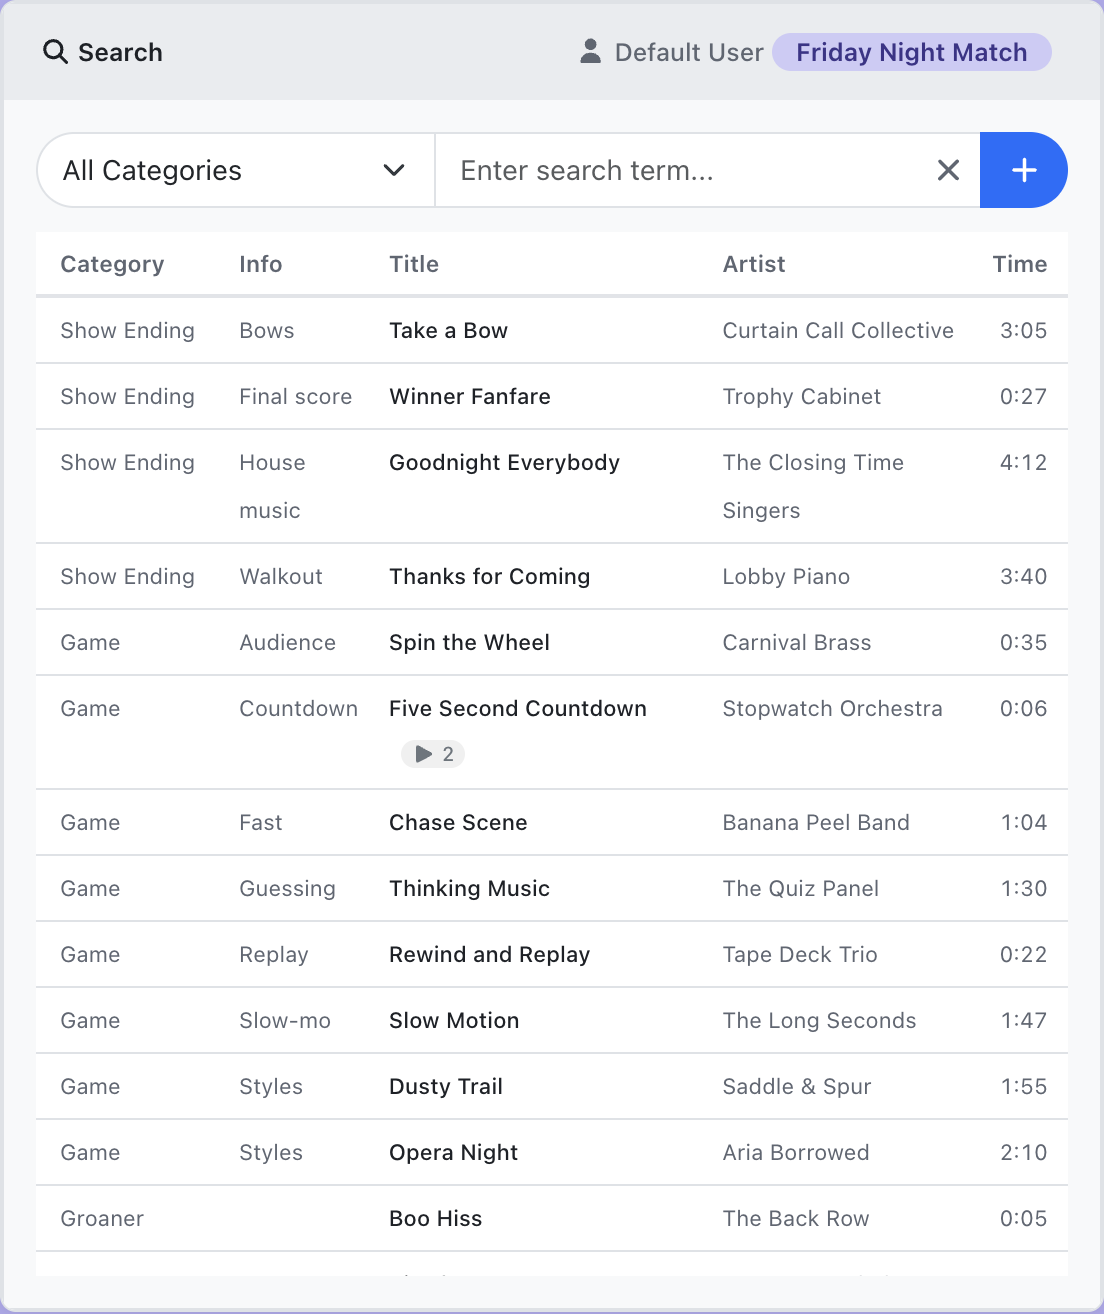 Search
Default User Friday Night Match
All Categories Enter search term...
Category Info Title Artist Time
Show Ending Bows Take a Bow Curtain Call Collective 3:05
Show Ending Final score Winner Fanfare Trophy Cabinet 0:27
Show Ending House music Goodnight Everybody The Closing Time Singers 4:12
Show Ending Walkout Thanks for Coming Lobby Piano 3:40
Game Audience Spin the Wheel Carnival Brass 0:35
Game Countdown Five Second Countdown Stopwatch Orchestra 0:06
2
Game Fast Chase Scene Banana Peel Band 1:04
Game Guessing Thinking Music The Quiz Panel 1:30
Game Replay Rewind and Replay Tape Deck Trio 0:22
Game Slow-mo Slow Motion The Long Seconds 1:47
Game Styles Dusty Trail Saddle & Spur 1:55
Game Styles Opera Night Aria Borrowed 2:10
Groaner Boo Hiss The Back Row 0:05